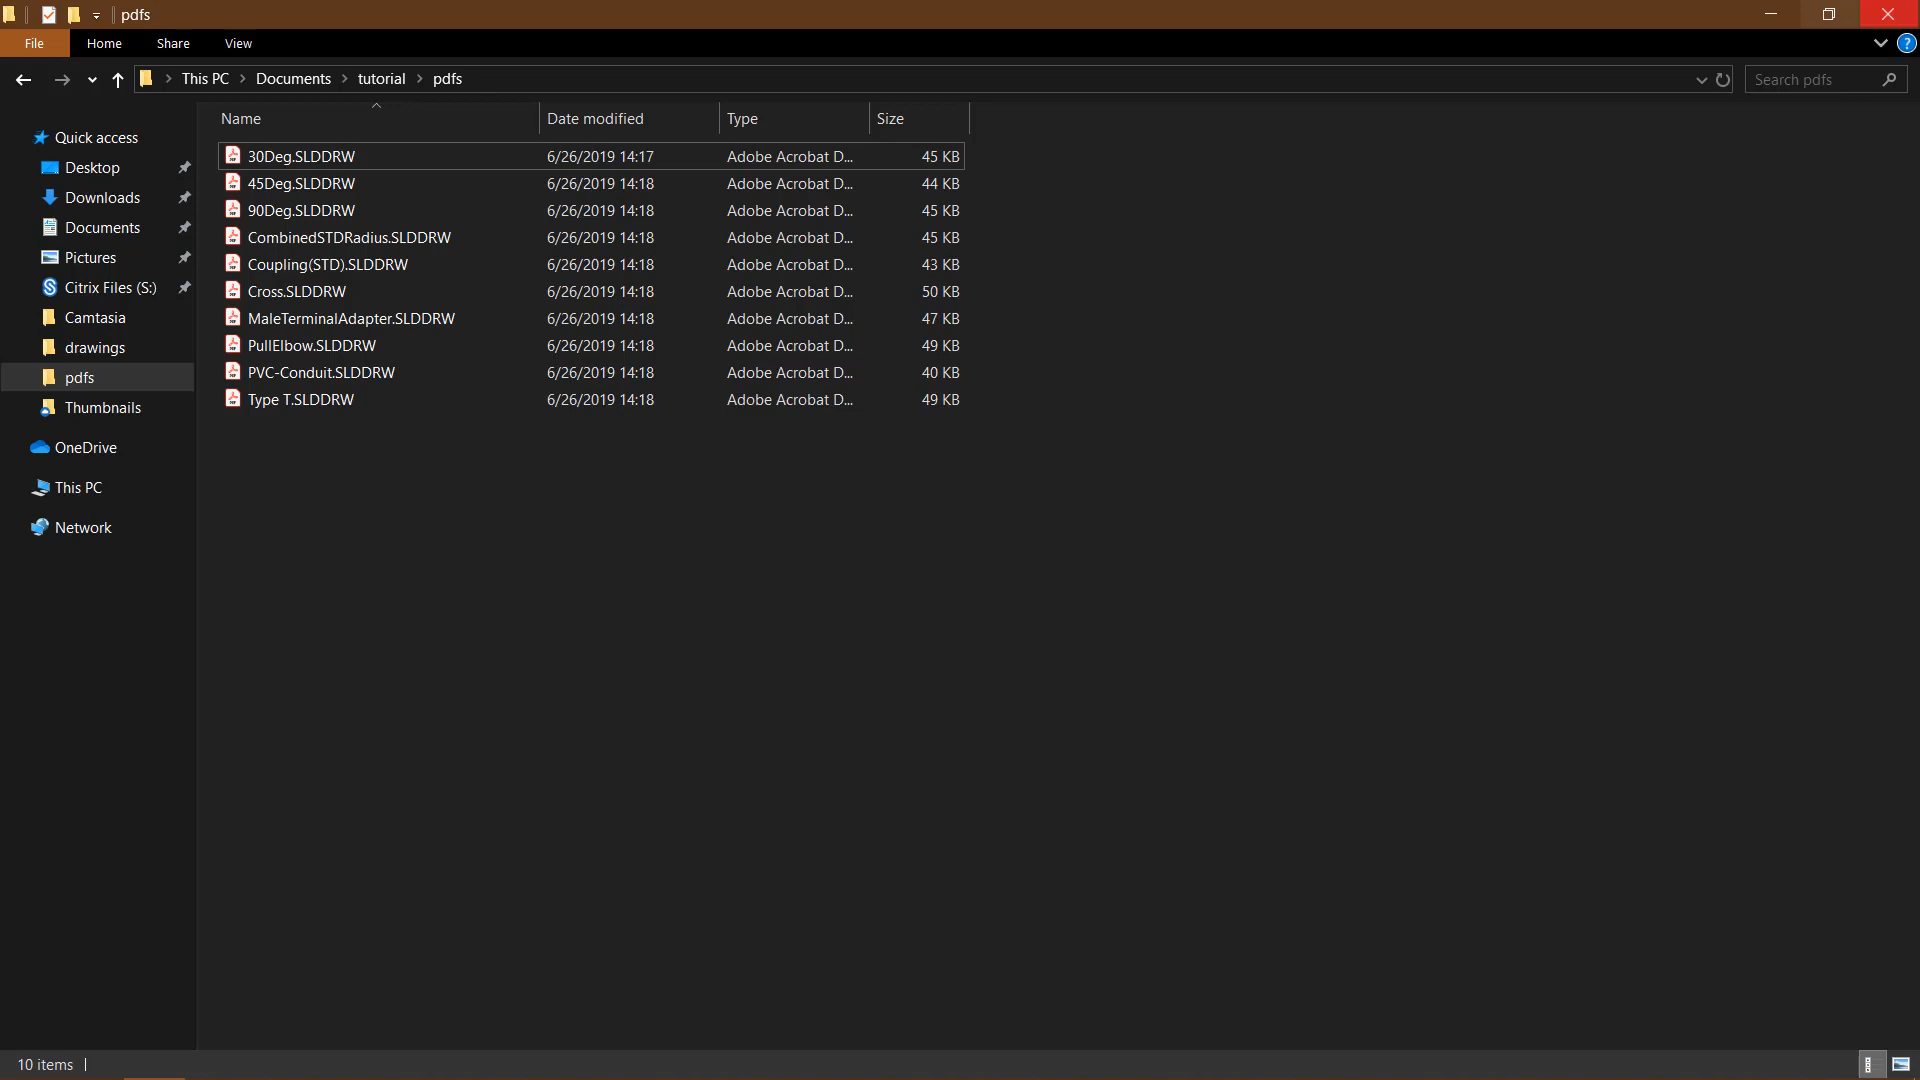 pdfs
File Home Share View
This PC Documents tutorial pdfs Search pdfs
Name Date modified Type Size
Quick access
Desktop
Downloads
Documents
Pictures
Citrix Files (S:)
Camtasia
drawings
pdfs
Thumbnails
OneDrive
This PC
Network
30Deg.SLDDRW 6/26/2019 14:17 Adobe Acrobat D... 45 KB
45Deg.SLDDRW 6/26/2019 14:18 Adobe Acrobat D... 44 KB
90Deg.SLDDRW 6/26/2019 14:18 Adobe Acrobat D... 45 KB
CombinedSTDRadius.SLDDRW 6/26/2019 14:18 Adobe Acrobat D... 45 KB
Coupling(STD).SLDDRW 6/26/2019 14:18 Adobe Acrobat D... 43 KB
Cross.SLDDRW 6/26/2019 14:18 Adobe Acrobat D... 50 KB
MaleTerminalAdapter.SLDDRW 6/26/2019 14:18 Adobe Acrobat D... 47 KB
PullElbow.SLDDRW 6/26/2019 14:18 Adobe Acrobat D... 49 KB
PVC-Conduit.SLDDRW 6/26/2019 14:18 Adobe Acrobat D... 40 KB
Type T.SLDDRW 6/26/2019 14:18 Adobe Acrobat D... 49 KB
10 items